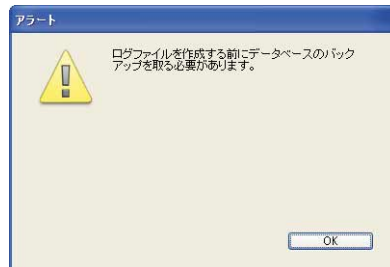 アラート
ログファイルを作成する前にデータベースのバック
アップを取る必要があります。
OK